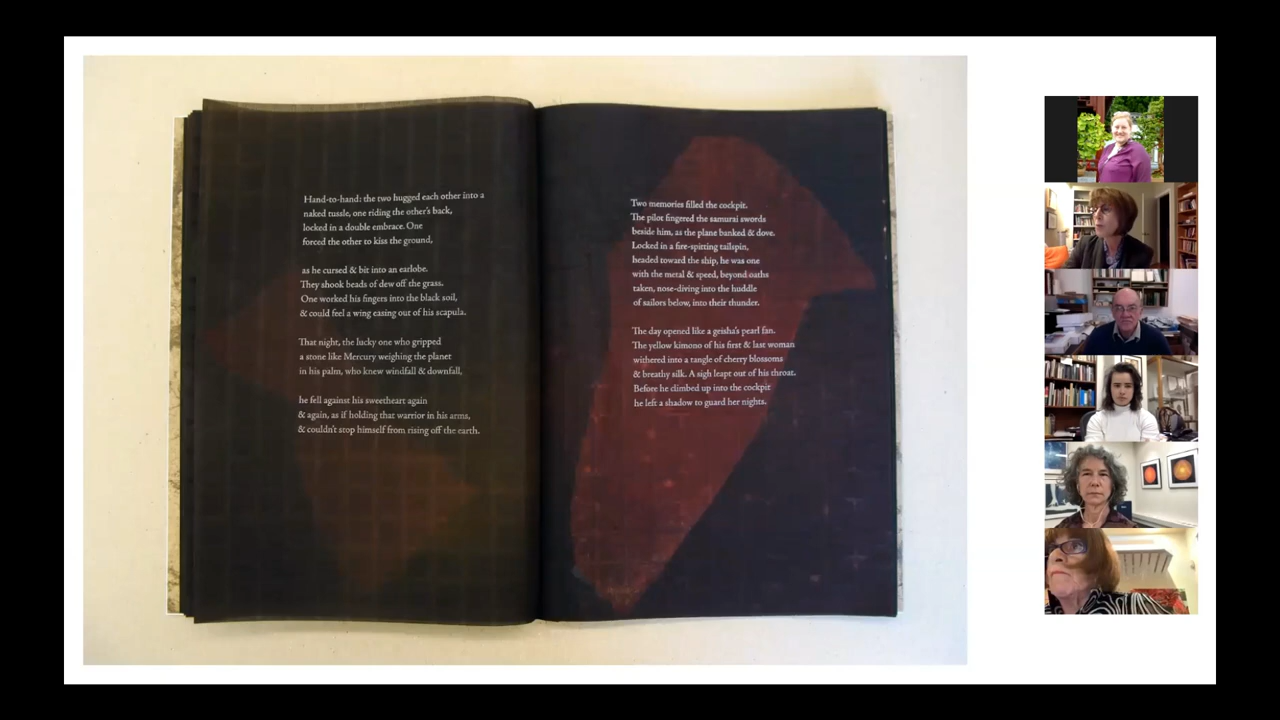 Hand-to-hand: the two hugged each other into a
naked tussle, one riding the other's back,
locked in a double embrace. One
forced the other to kiss the ground,
as he cursed & bit into an earlobe.
They shook beads of dew off the grass.
One worked his fingers into the black soil,
& could feel a wing easing out of his scapula.
That night, the lucky one who gripped
a stone like Mercury weighing the planet
in his palm, who knew windfall & downfall,
he fell against his sweetheart again
& again, as if holding that warrior in his arms,
& couldn't stop himself from rising off the earth.
Two memories filled the cockpit.
The pilot fingered the samurai swords
beside him, as the plane banked & dove.
Locked in a fire-spitting tailspin,
headed toward the ship, he was one
with the metal & speed, beyond oaths
taken, nose-diving into the huddle
of sailors below, into their thunder.
The day opened like a geisha's pearl fan.
The yellow kimono of his first & last woman
withered into a tangle of cherry blossoms
& breathy silk. A sigh leapt out of his throat.
Before he climbed up into the cockpit
he left a shadow to guard her nights.